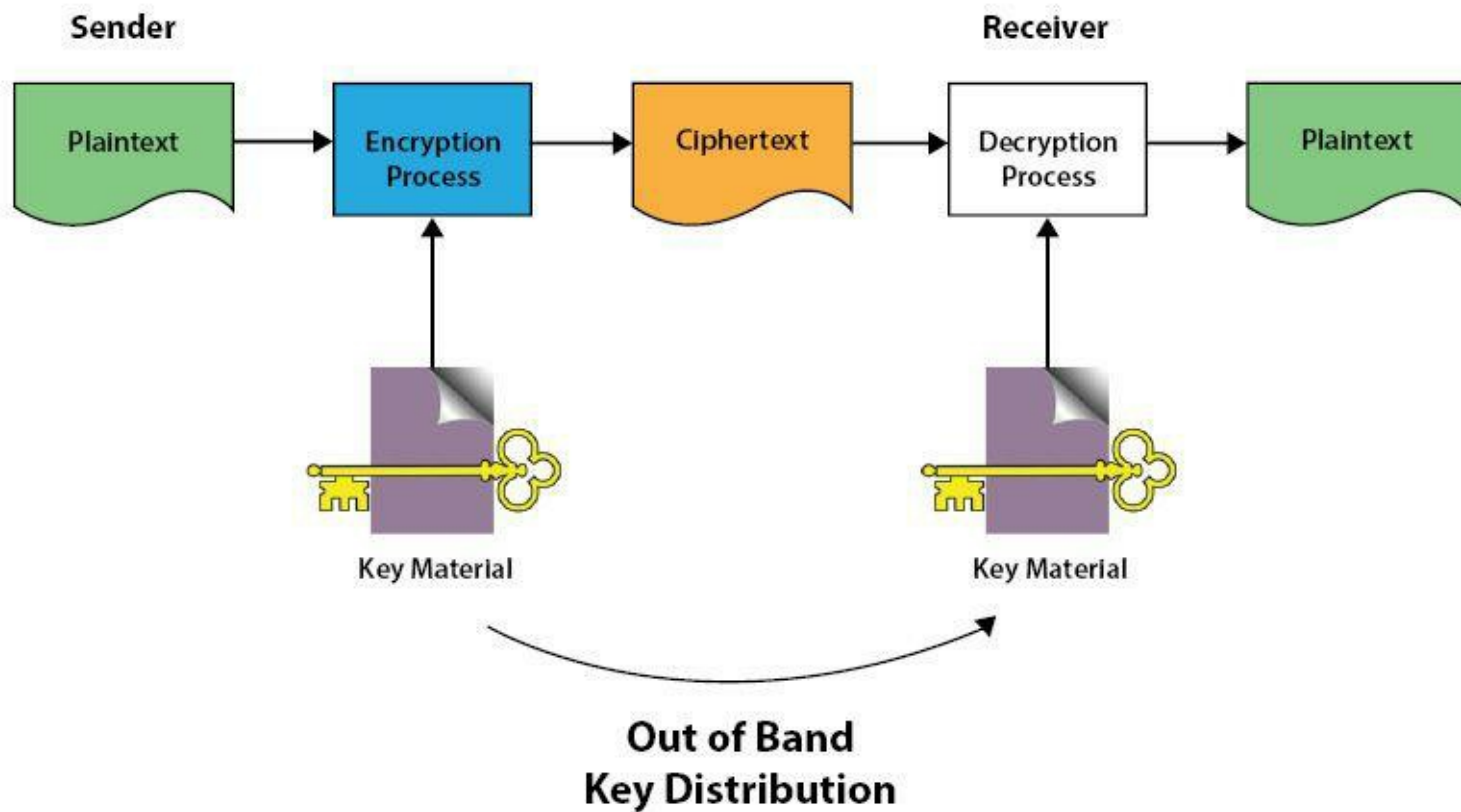 Sender
Receiver
Plaintext
Encryption
Process
Ciphertext
Decryption
Process
Plaintext
Key Material
Key Material
Out of Band
Key Distribution